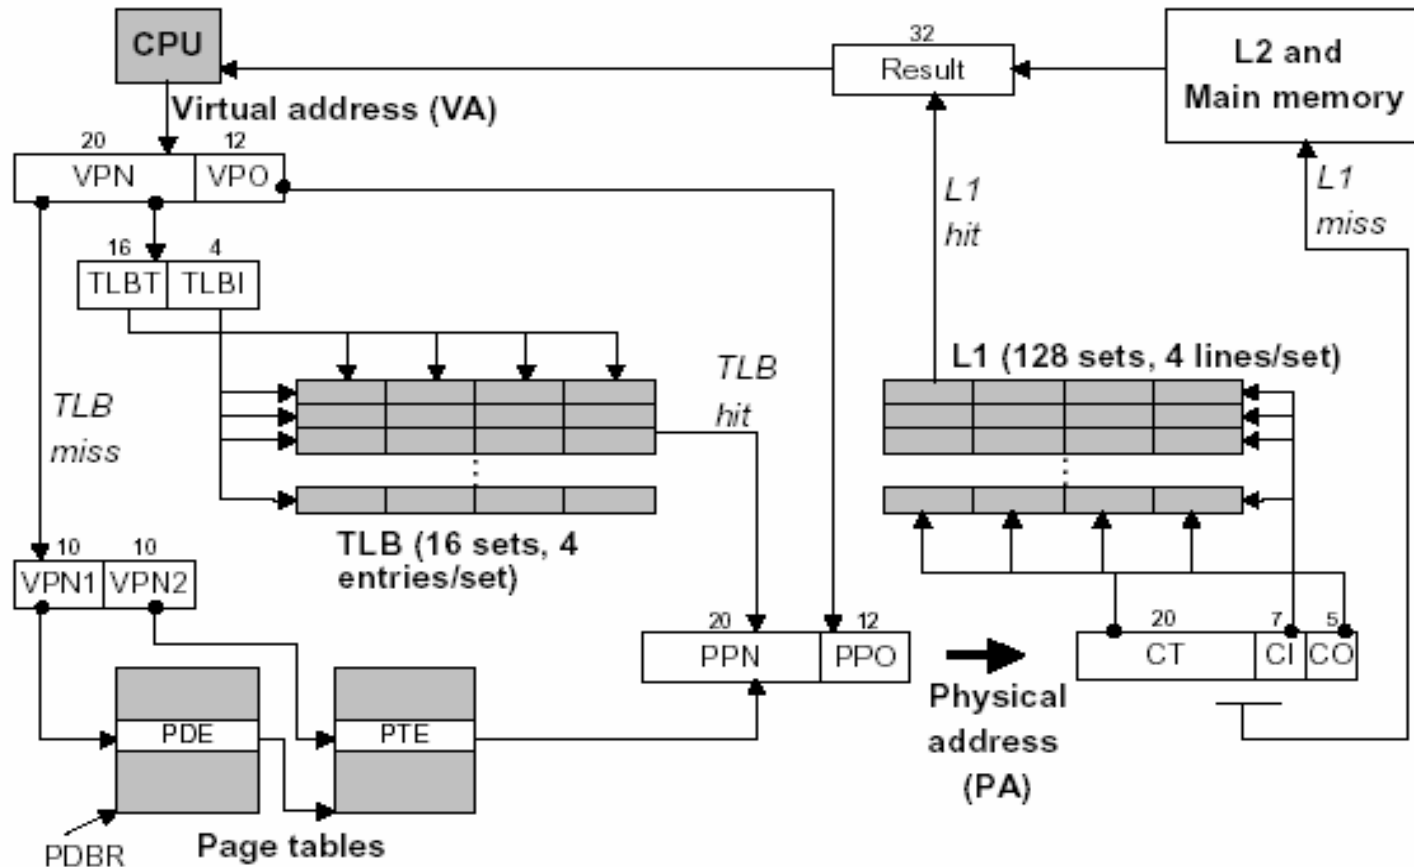 CPU
32
Result
L2 and
Main memory
Virtual address (VA)
20
12
VPN
VPO
L1
hit
L1
miss
16
4
TLBT
TLBI
TLB
miss
TLB
hit
L1 (128 sets, 4 lines/set)
TLB (16 sets, 4
entries/set)
10
10
VPN1
VPN2
20
12
PPN
PPO
20
7
5
CT
CI
CO
Physical
address
(PA)
PDE
PTE
PDBR
Page tables